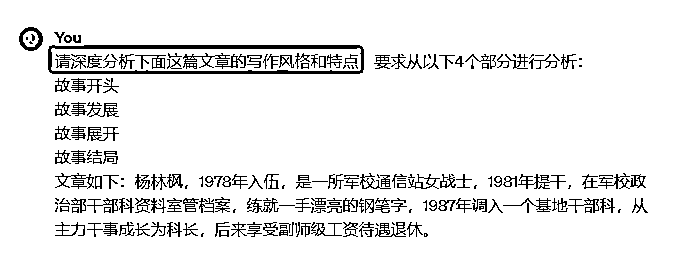 You
请深度分析下面这篇文章的写作风格和特点 要求从以下4个部分进行分析：
故事开头
故事发展
故事展开
故事结局
文章如下：杨林枫，1978年入伍，是一所军校通信站女战士，1981年提干，在军校政
治部干部科资料室管档案，练就一手漂亮的钢笔字，1987年调入一个基地干部科，从
主力干事成长为科长，后来享受副师级工资待遇退休。